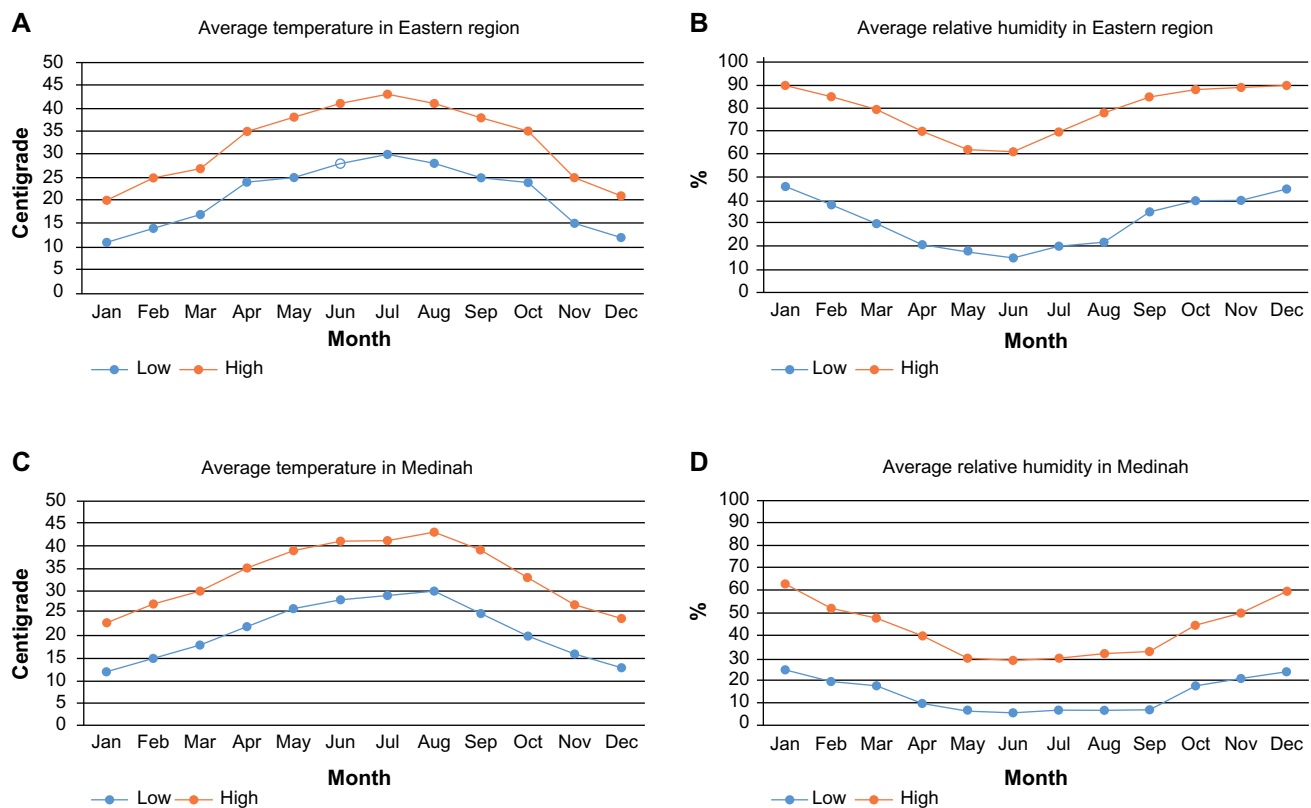 A
Average temperature in Eastern region
Centigrade
50
45
40
35
30
25
20
15
10
5
0
Jan Feb Mar Apr May Jun Jul Aug Sep Oct Nov Dec
Month
Low High
B
Average relative humidity in Eastern region
%
100
90
80
70
60
50
40
30
20
10
0
Jan Feb Mar Apr May Jun Jul Aug Sep Oct Nov Dec
Month
Low High
C
Average temperature in Medinah
Centigrade
50
45
40
35
30
25
20
15
10
5
0
Jan Feb Mar Apr May Jun Jul Aug Sep Oct Nov Dec
Month
Low High
D
Average relative humidity in Medinah
%
100
90
80
70
60
50
40
30
20
10
0
Jan Feb Mar Apr May Jun Jul Aug Sep Oct Nov Dec
Month
Low High